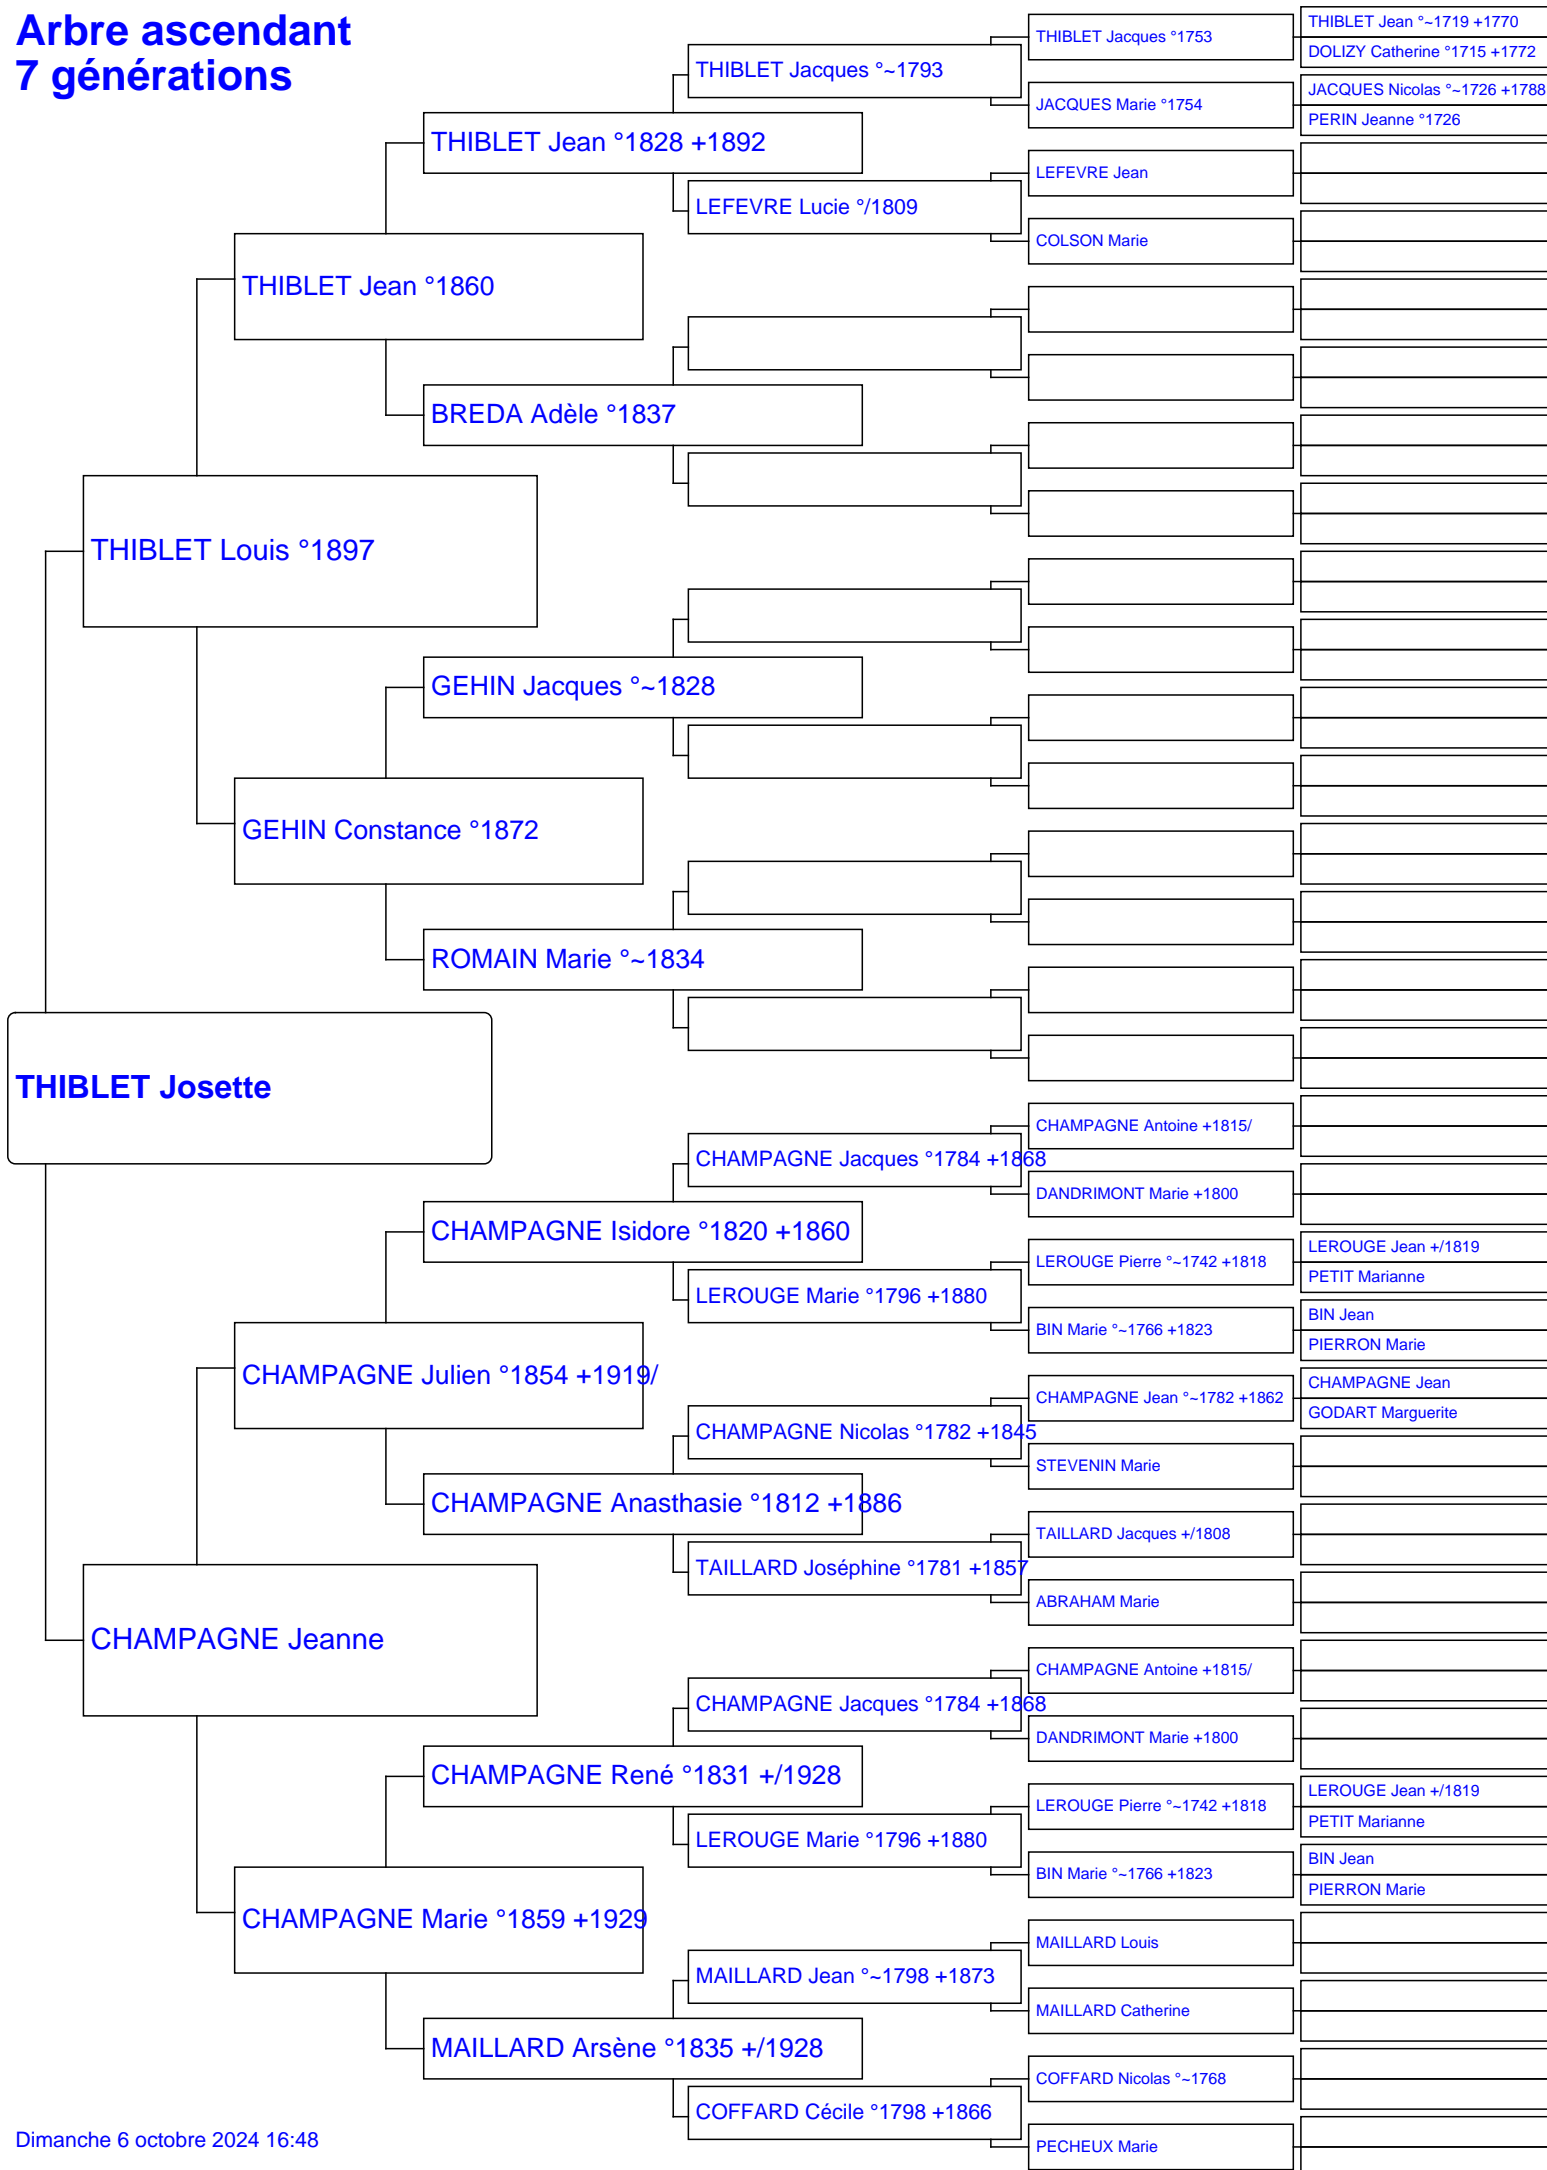 Arbre ascendant
7 générations
THIBLET Josette
THIBLET Louis °1897
CHAMPAGNE Jeanne
THIBLET Jean °1860
GEHIN Constance °1872
CHAMPAGNE Julien °1854 +1919/
CHAMPAGNE Marie °1859 +1929
THIBLET Jean °1828 +1892
BREDA Adèle °1837
GEHIN Jacques °~1828
ROMAIN Marie °~1834
CHAMPAGNE Isidore °1820 +1860
CHAMPAGNE Anasthasie °1812 +1886
CHAMPAGNE René °1831 +/1928
MAILLARD Arsène °1835 +/1928
THIBLET Jacques °~1793
LEFEVRE Lucie °/1809
CHAMPAGNE Jacques °1784 +1868
LEROUGE Marie °1796 +1880
CHAMPAGNE Nicolas °1782 +1845
TAILLARD Joséphine °1781 +1857
CHAMPAGNE Jacques °1784 +1868
LEROUGE Marie °1796 +1880
MAILLARD Jean °~1798 +1873
COFFARD Cécile °1798 +1866
THIBLET Jacques °1753
JACQUES Marie °1754
LEFEVRE Jean
COLSON Marie
CHAMPAGNE Antoine +1815/
DANDRIMONT Marie +1800
LEROUGE Pierre °~1742 +1818
BIN Marie °~1766 +1823
CHAMPAGNE Jean °~1782 +1862
STEVENIN Marie
TAILLARD Jacques +/1808
ABRAHAM Marie
CHAMPAGNE Antoine +1815/
DANDRIMONT Marie +1800
LEROUGE Pierre °~1742 +1818
BIN Marie °~1766 +1823
MAILLARD Louis
MAILLARD Catherine
COFFARD Nicolas °~1768
PECHEUX Marie
THIBLET Jean °~1719 +1770
DOLIZY Catherine °1715 +1772
JACQUES Nicolas °~1726 +1788
PERIN Jeanne °1726
LEROUGE Jean +/1819
PETIT Marianne
BIN Jean
PIERRON Marie
CHAMPAGNE Jean
GODART Marguerite
LEROUGE Jean +/1819
PETIT Marianne
BIN Jean
PIERRON Marie
Dimanche 6 octobre 2024 16:48